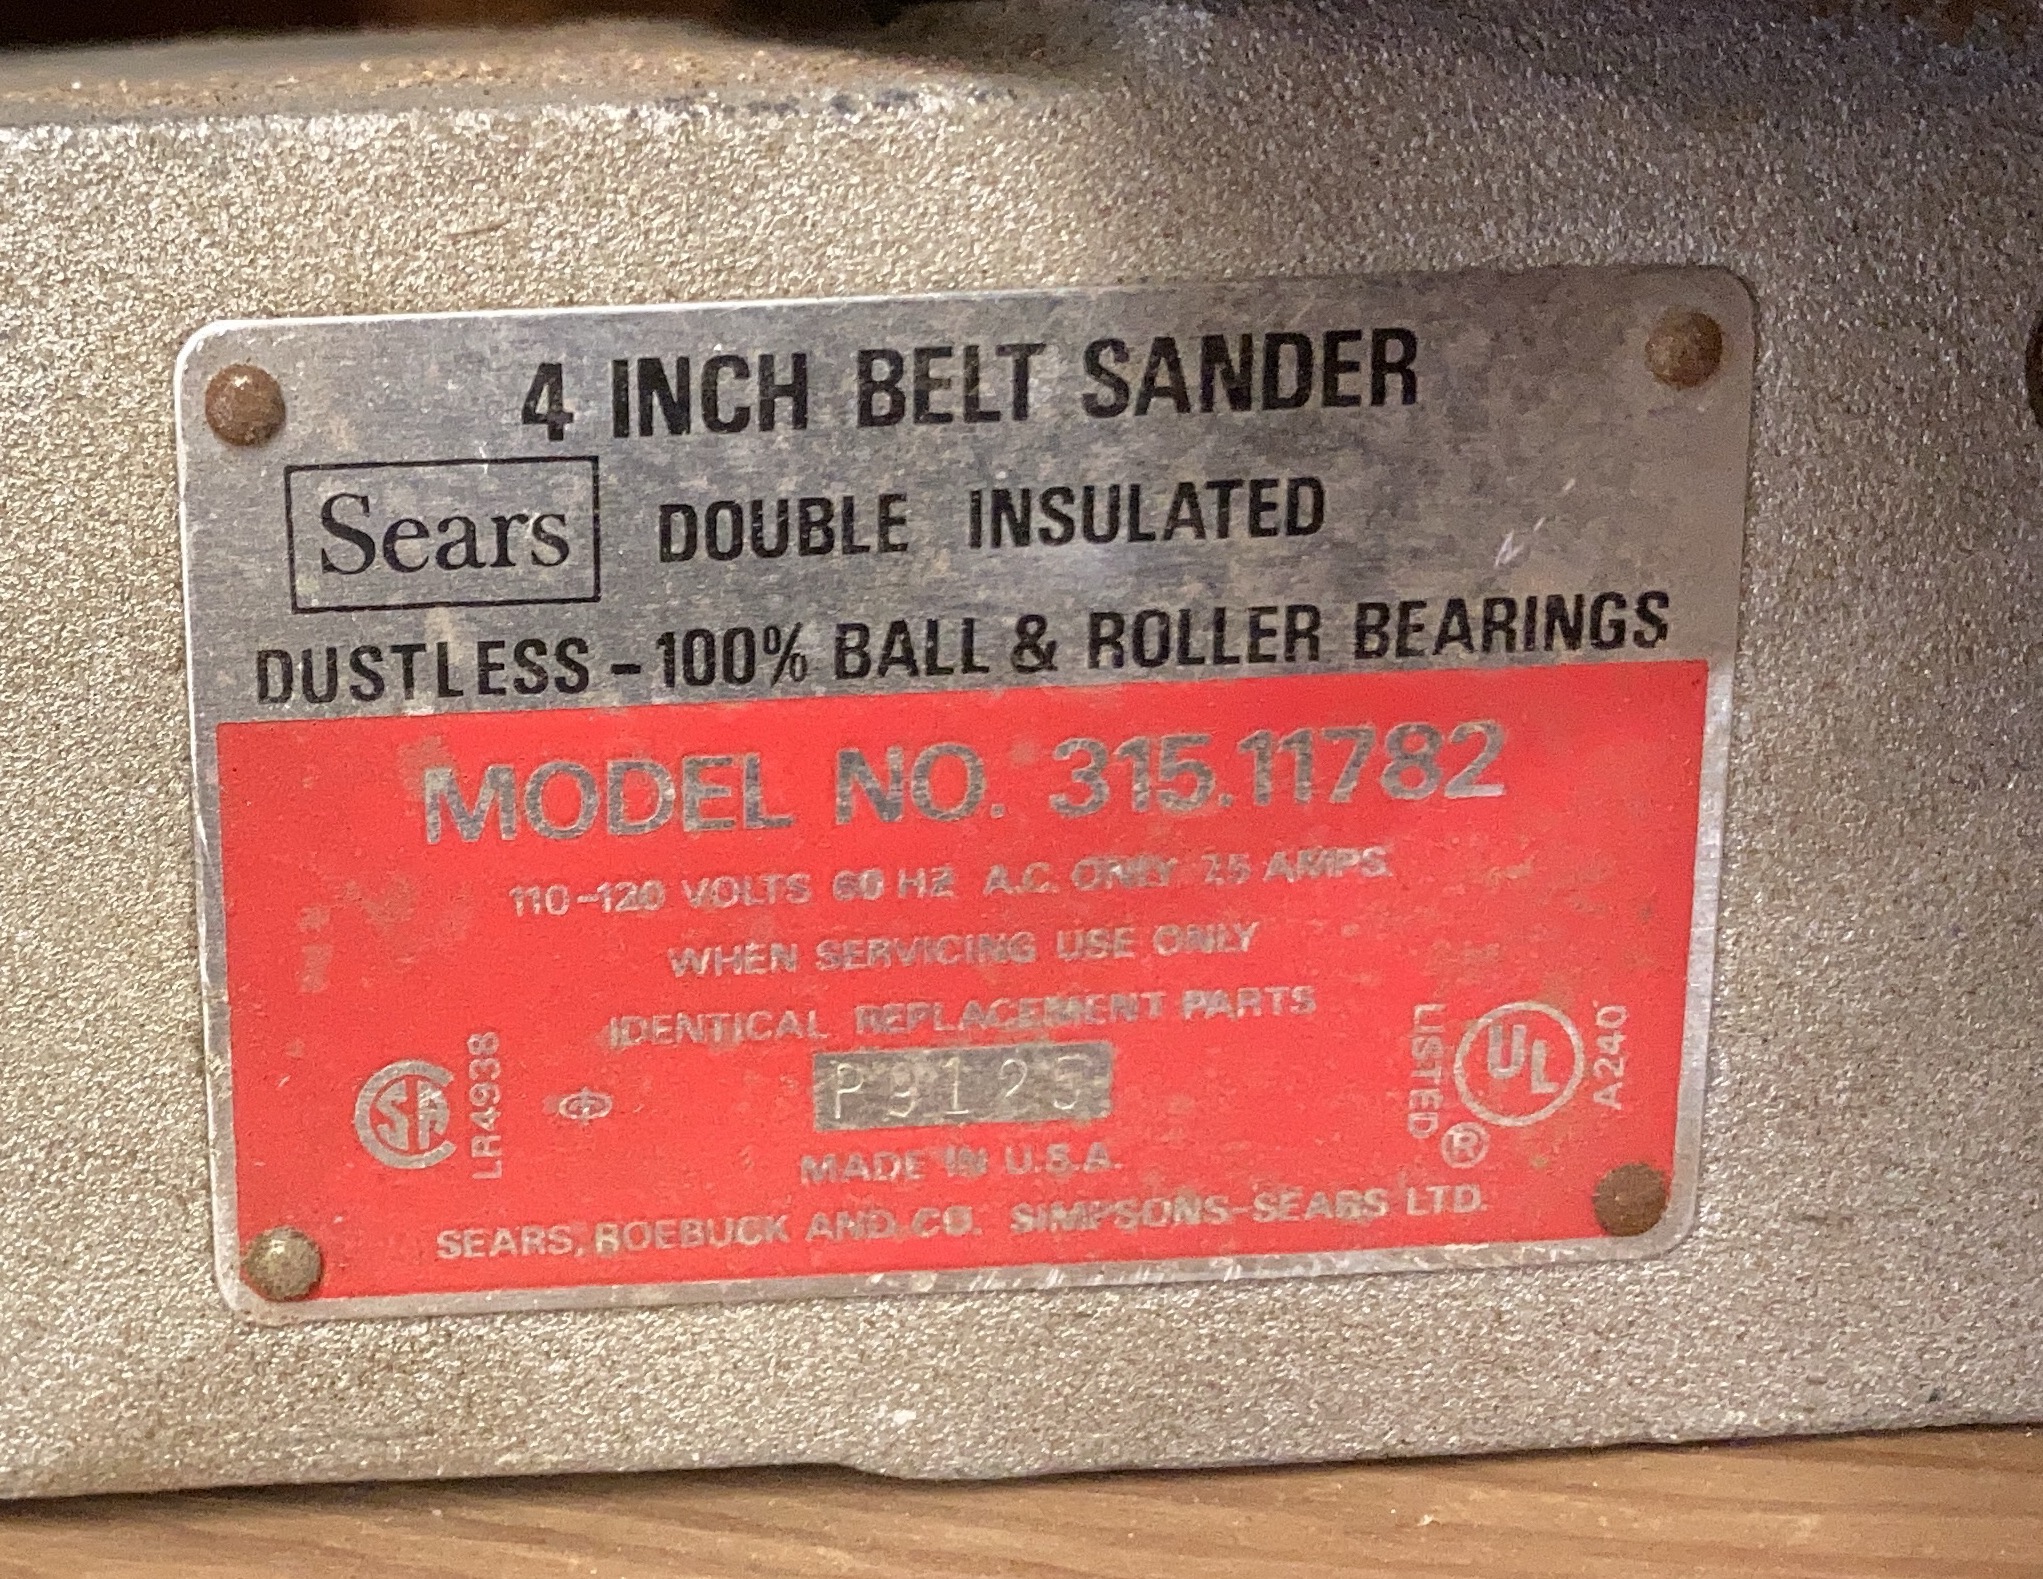 4 INCH BELT SANDER
Sears DOUBLE INSULATED
DUSTLESS - 100% BALL & ROLLER BEARINGS
MODEL NO. 315.11782
110-120 VOLTS 60 HZ A.C. ONLY 7.5 AMPS.
WHEN SERVICING USE ONLY
IDENTICAL REPLACEMENT PARTS
SA
LR4938
LISTED
UL
®
A240
MADE IN U.S.A.
SEARS, ROEBUCK AND CO. SIMPSONS-SEARS LTD.